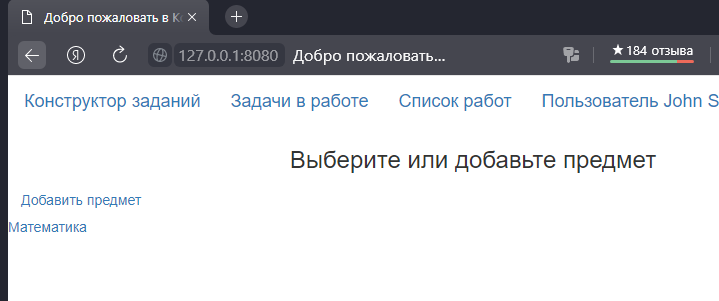 Добро пожаловать в К
127.0.0.1:8080 Добро пожаловать... ★184 отзыва
Конструктор заданий Задачи в работе Список работ Пользователь John S
Выберите или добавьте предмет
Добавить предмет
Математика